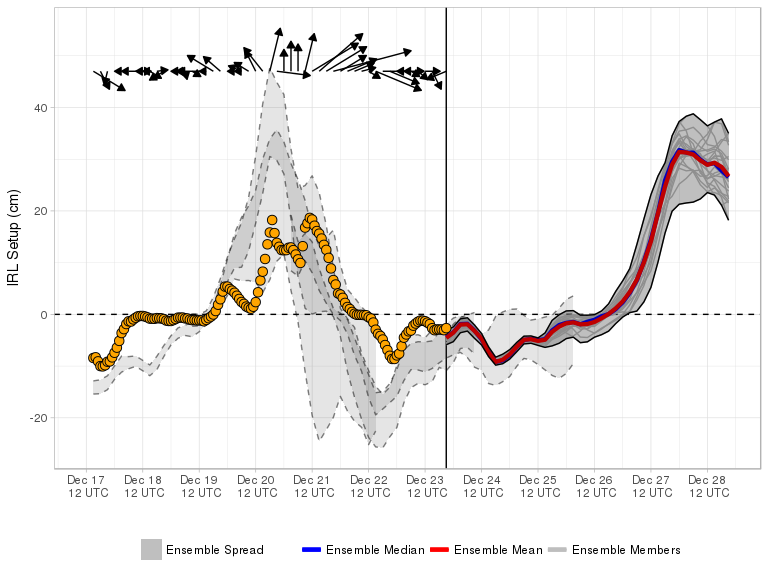 IRL Setup (cm)
40
20
0
-20
Dec 17 Dec 18 Dec 19 Dec 20 Dec 21 Dec 22 Dec 23 Dec 24 Dec 25 Dec 26 Dec 27 Dec 28
12 UTC 12 UTC 12 UTC 12 UTC 12 UTC 12 UTC 12 UTC 12 UTC 12 UTC 12 UTC 12 UTC 12 UTC
Ensemble Spread Ensemble Median Ensemble Mean Ensemble Members